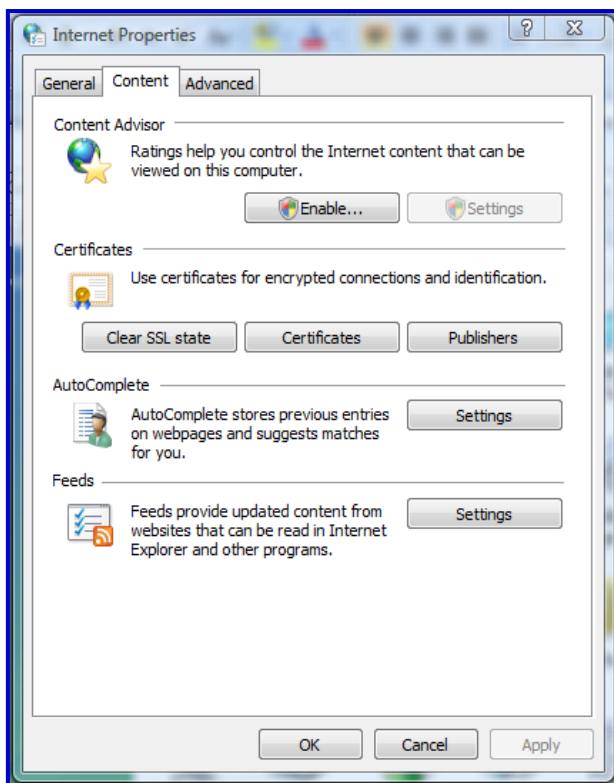 Internet Properties
?
General Content Advanced
Content Advisor
Ratings help you control the Internet content that can be
viewed on this computer.
Enable... Settings
Certificates
Use certificates for encrypted connections and identification.
Clear SSL state Certificates Publishers
AutoComplete
AutoComplete stores previous entries Settings
on webpages and suggests matches
for you.
Feeds
Feeds provide updated content from Settings
websites that can be read in Internet
Explorer and other programs.
OK Cancel Apply